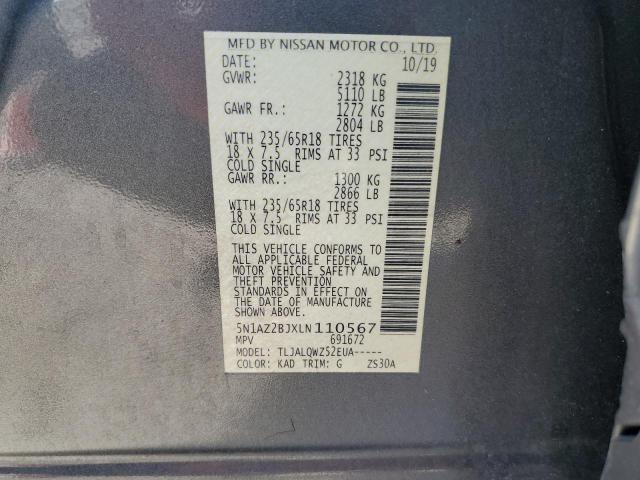 MFD BY NISSAN MOTOR CO., LTD.
DATE: 10/19
GVWR: 2318 KG
5110 LB
GAWR FR.: 1272 KG
2804 LB
WITH 235/65R18 TIRES
18 X 7.5 RIMS AT 33 PSI
COLD SINGLE
GAWR RR.: 1300 KG
2866 LB
WITH 235/65R18 TIRES
18 X 7.5 RIMS AT 33 PSI
COLD SINGLE
THIS VEHICLE CONFORMS TO
ALL APPLICABLE FEDERAL
MOTOR VEHICLE SAFETY AND
THEFT PREVENTION
STANDARDS IN EFFECT ON
THE DATE OF MANUFACTURE
SHOWN ABOVE.
5N1AZ2BJXLN110567
MPV 691672
MODEL: TLJALQWZ52EUA-----
COLOR: KAD TRIM: G ZS30A